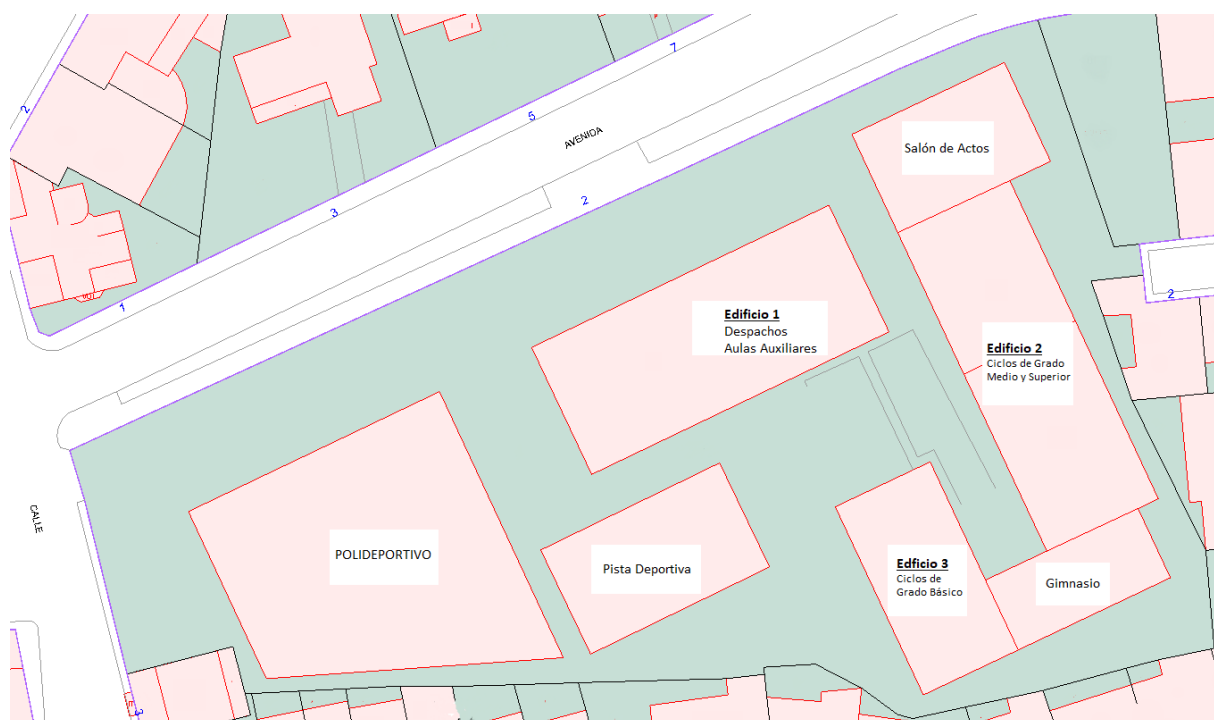 2
7
5
AVENIDA
Salón de Actos
2
3
1
2
Edificio 1
Despachos
Aulas Auxiliares
Edificio 2
Ciclos de Grado
Medio y Superior
CALLE
POLIDEPORTIVO
Pista Deportiva
Edficio 3
Ciclos de
Grado Básico
Gimnasio
3